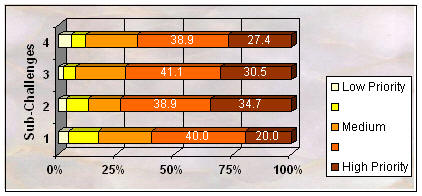 Sub-Challenges
4 38.9 27.4
3 41.1 30.5
2 38.9 34.7
1 40.0 20.0
0% 25% 50% 75% 100%
Low Priority
Medium
High Priority